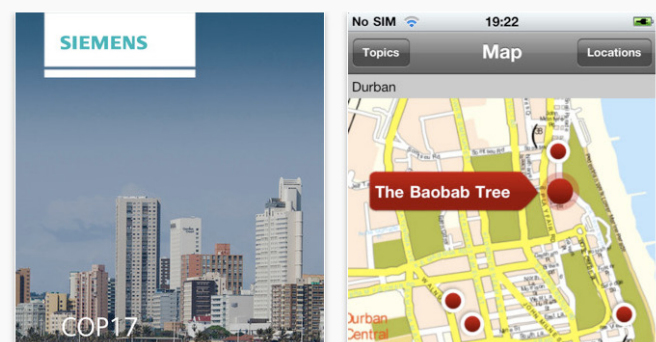 SIEMENS
COP17
No SIM
19:22
Topics
Map
Locations
Durban
The Baobab Tree
Durban
Central